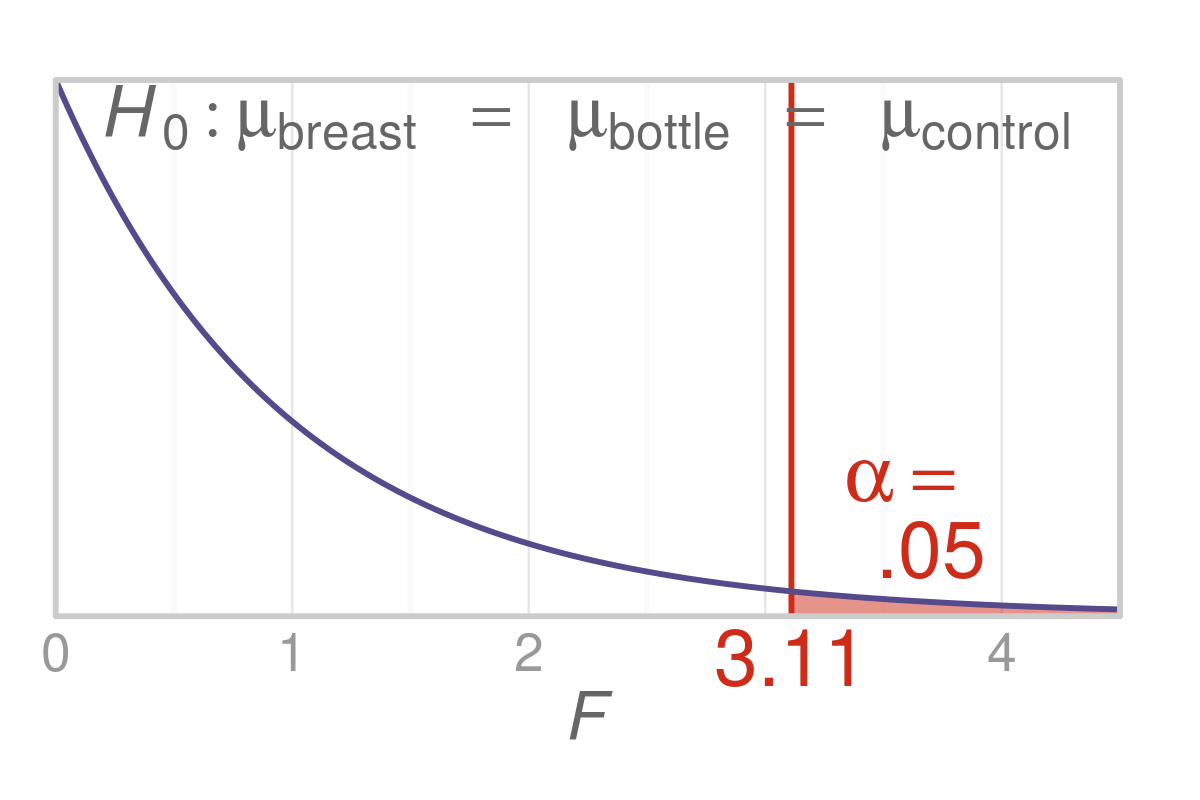 H₀ : μbreast = μbottle = μcontrol
α =
.05
0 1 2 3.11 4
F